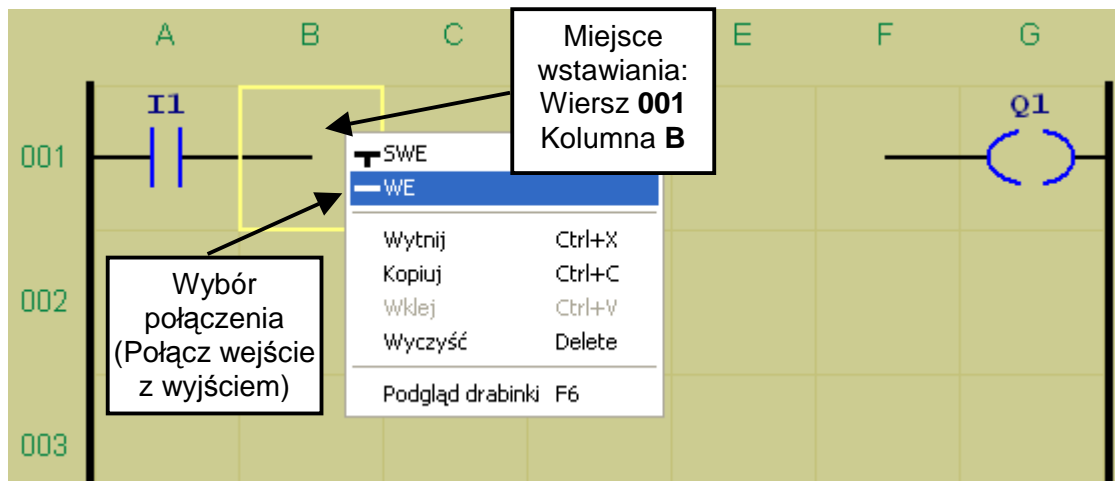 A B C E F G
Miejsce
wstawiania:
Wiersz 001
Kolumna B
I1 Q1
001
SWE
WE
Wytnij Ctrl+X
Kopiuj Ctrl+C
Wklej Ctrl+V
Wyczyść Delete
Podgląd drabinki F6
Wybór
połączenia
(Połącz wejście
z wyjściem)
002
003